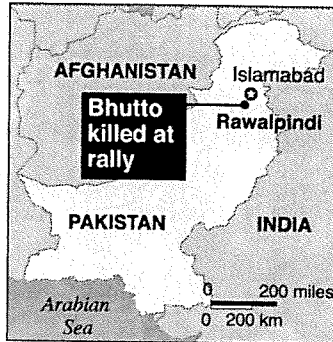 AFGHANISTAN
Islamabad
Bhutto
killed at
rally
Rawalpindi
PAKISTAN
INDIA
Arabian
Sea
0 200 miles
0 200 km